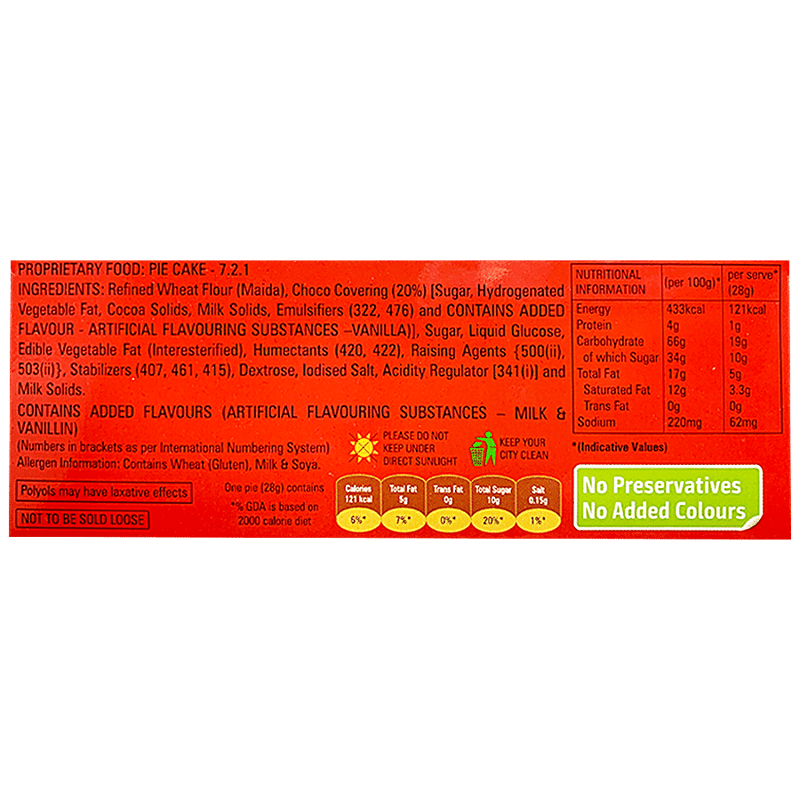 PROPRIETARY FOOD: PIE CAKE - 7.2.1
INGREDIENTS: Refined Wheat Flour (Maida), Choco Covering (20%) [Sugar, Hydrogenated
Vegetable Fat, Cocoa Solids, Milk Solids, Emulsifiers (322, 476) and CONTAINS ADDED
FLAVOUR - ARTIFICIAL FLAVOURING SUBSTANCES –VANILLA)], Sugar, Liquid Glucose,
Edible Vegetable Fat (Interesterified), Humectants (420, 422), Raising Agents {500(ii),
503(ii)}, Stabilizers (407, 461, 415), Dextrose, Iodised Salt, Acidity Regulator [341(i)] and
Milk Solids.
CONTAINS ADDED FLAVOURS (ARTIFICIAL FLAVOURING SUBSTANCES – MILK &
VANILLIN)
(Numbers in brackets as per International Numbering System)
Allergen Information: Contains Wheat (Gluten), Milk & Soya.
PLEASE DO NOT
KEEP UNDER
DIRECT SUNLIGHT
KEEP YOUR
CITY CLEAN
Polyols may have laxative effects
NOT TO BE SOLD LOOSE
One pie (28g) contains
*% GDA is based on
2000 calorie diet
Calories Total Fat Trans Fat Total Sugar Salt
121 kcal 5g 0g 10g 0.15g
6%* 7%* 0%* 20%* 1%*
NUTRITIONAL INFORMATION (per 100g)* per serve* (28g)
Energy 433kcal 121kcal
Protein 4g 1g
Carbohydrate 66g 19g
of which Sugar 34g 10g
Total Fat 17g 5g
Saturated Fat 12g 3.3g
Trans Fat 0g 0g
Sodium 220mg 62mg
*(Indicative Values)
No Preservatives
No Added Colours